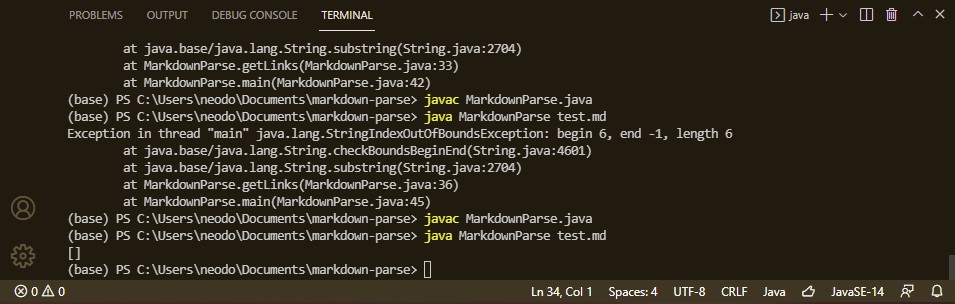 PROBLEMS OUTPUT DEBUG CONSOLE TERMINAL java
at java.base/java.lang.String.substring(String.java:2704)
at MarkdownParse.getLinks(MarkdownParse.java:33)
at MarkdownParse.main(MarkdownParse.java:42)
(base) PS C:\Users\neodo\Documents\markdown-parse> javac MarkdownParse.java
(base) PS C:\Users\neodo\Documents\markdown-parse> java MarkdownParse test.md
Exception in thread "main" java.lang.StringIndexOutOfBoundsException: begin 6, end -1, length 6
at java.base/java.lang.String.checkBoundsBeginEnd(String.java:4601)
at java.base/java.lang.String.substring(String.java:2704)
at MarkdownParse.getLinks(MarkdownParse.java:36)
at MarkdownParse.main(MarkdownParse.java:45)
(base) PS C:\Users\neodo\Documents\markdown-parse> javac MarkdownParse.java
(base) PS C:\Users\neodo\Documents\markdown-parse> java MarkdownParse test.md
[]
(base) PS C:\Users\neodo\Documents\markdown-parse>
0 0 Ln 34, Col 1 Spaces: 4 UTF-8 CRLF Java JavaSE-14